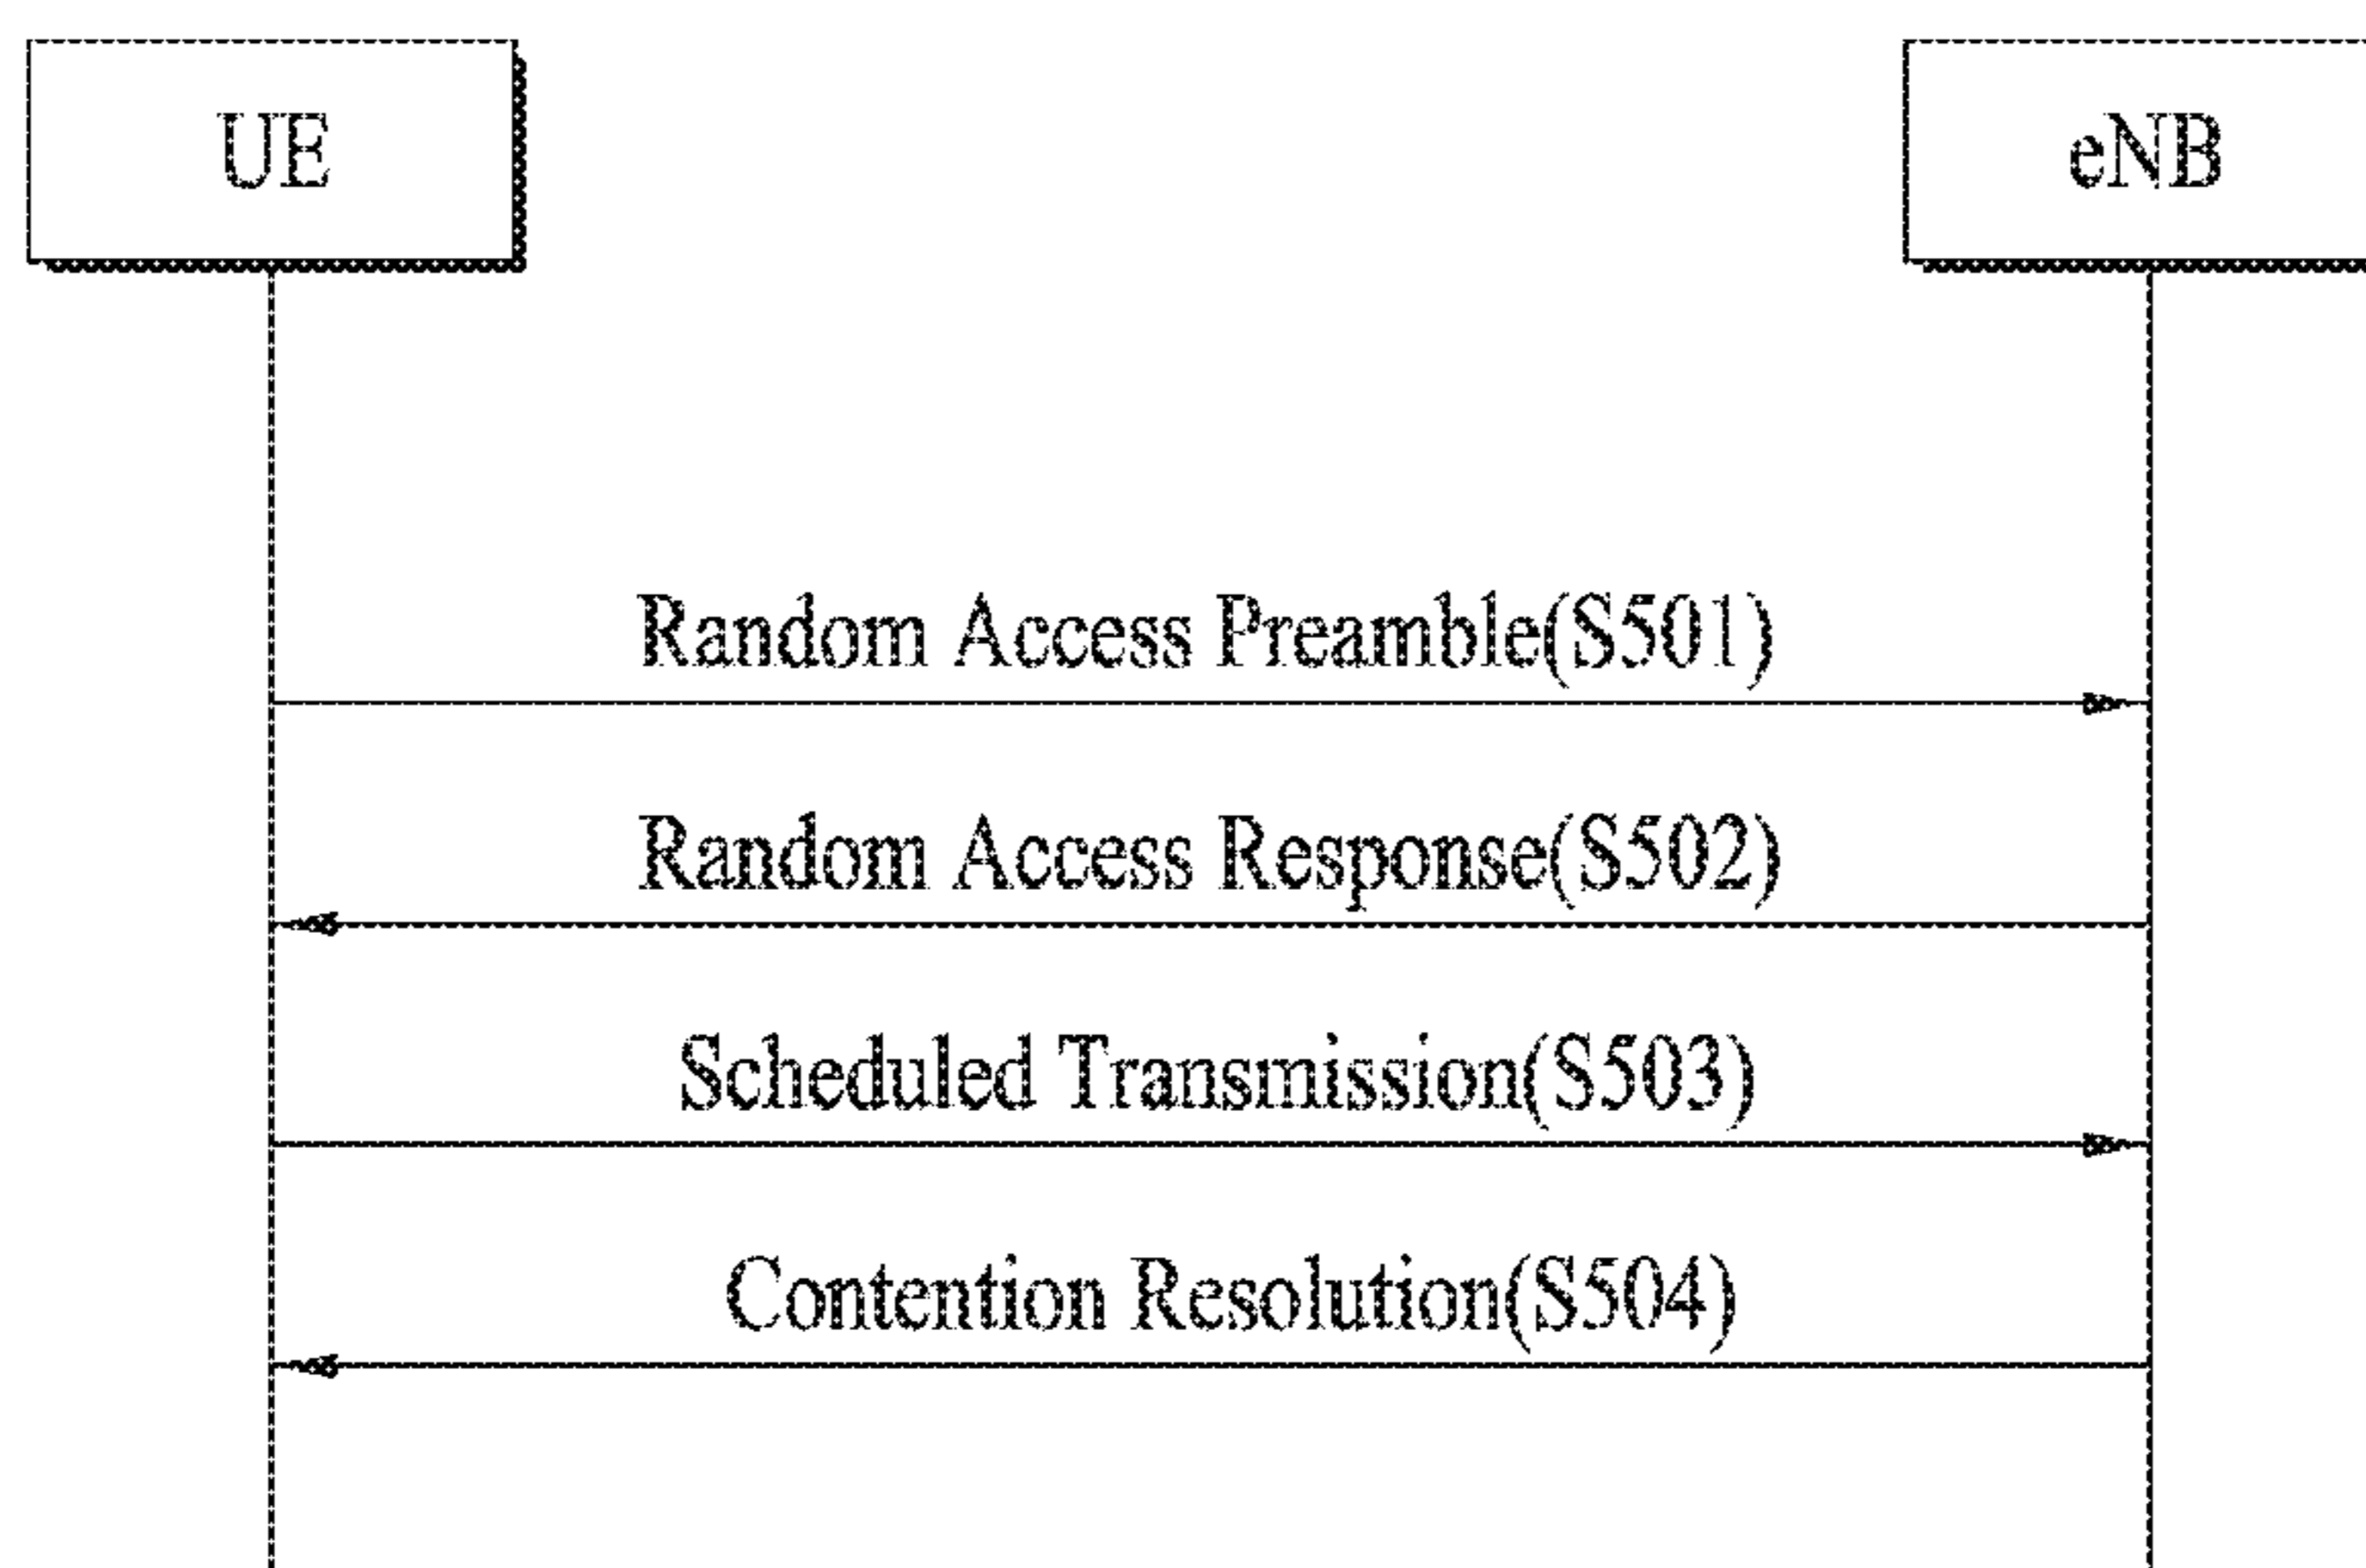 UE
eNB
Random Access Preamble(S501)
Random Access Response(S502)
Scheduled Transmission(S503)
Contention Resolution(S504)